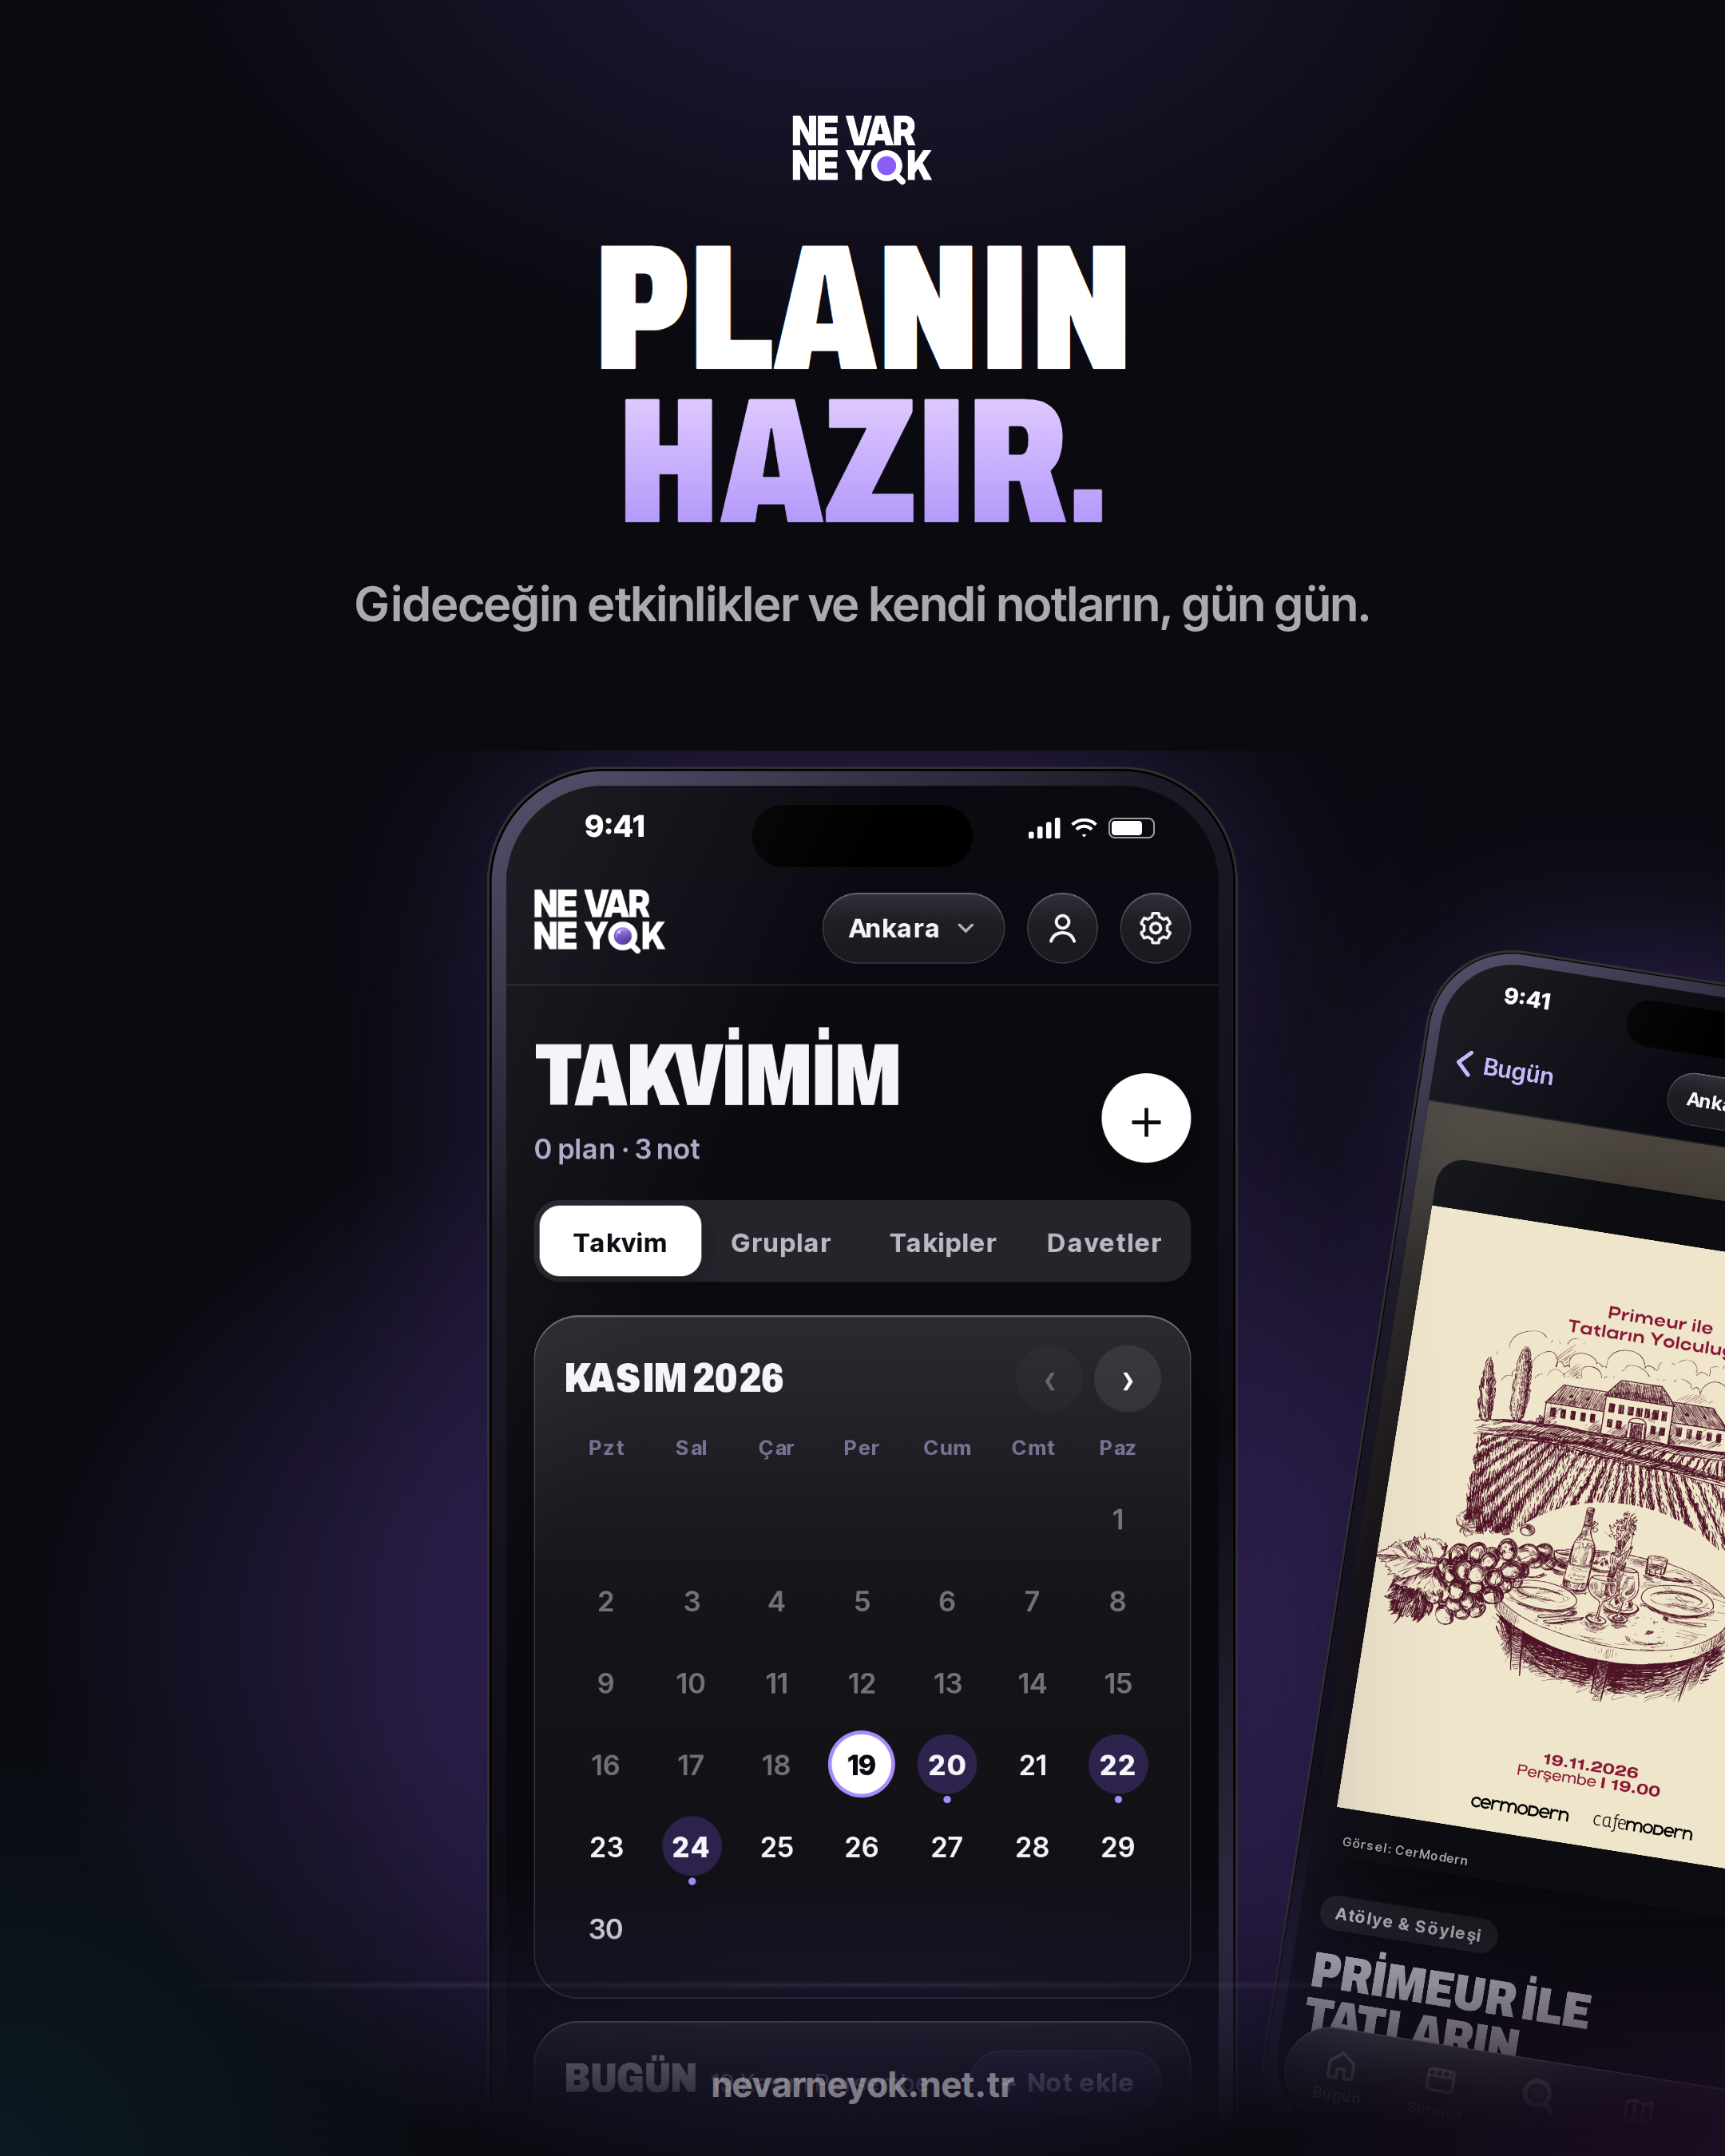 NE VAR
NE YOK
PLANIN
HAZIR.
Gideceğin etkinlikler ve kendi notların, gün gün.
9:41
NE VAR
NE YOK
Ankara
TAKVİMİM
0 plan · 3 not
Takvim Gruplar Takipler Davetler
KASIM 2026
Pzt Sal Çar Per Cum Cmt Paz
1
2 3 4 5 6 7 8
9 10 11 12 13 14 15
16 17 18 19 20 21 22
23 24 25 26 27 28 29
30
BUGÜN
Not ekle
nevarneyok.net.tr
9:41
Bugün
Primeur ile
Tatların
19.11.2026
Perşembe I 19.00
cermodern cafemodern
Görsel: CerModern
Atölye & Söyleşi
PRİMEUR İLE
TATLARIN
Bugün
Sinema